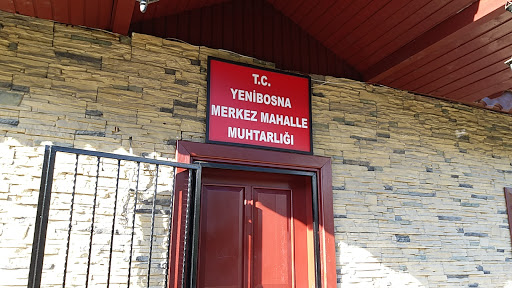 T.C.
YENİBOSNA
MERKEZ MAHALLE
MUHTARLIĞI